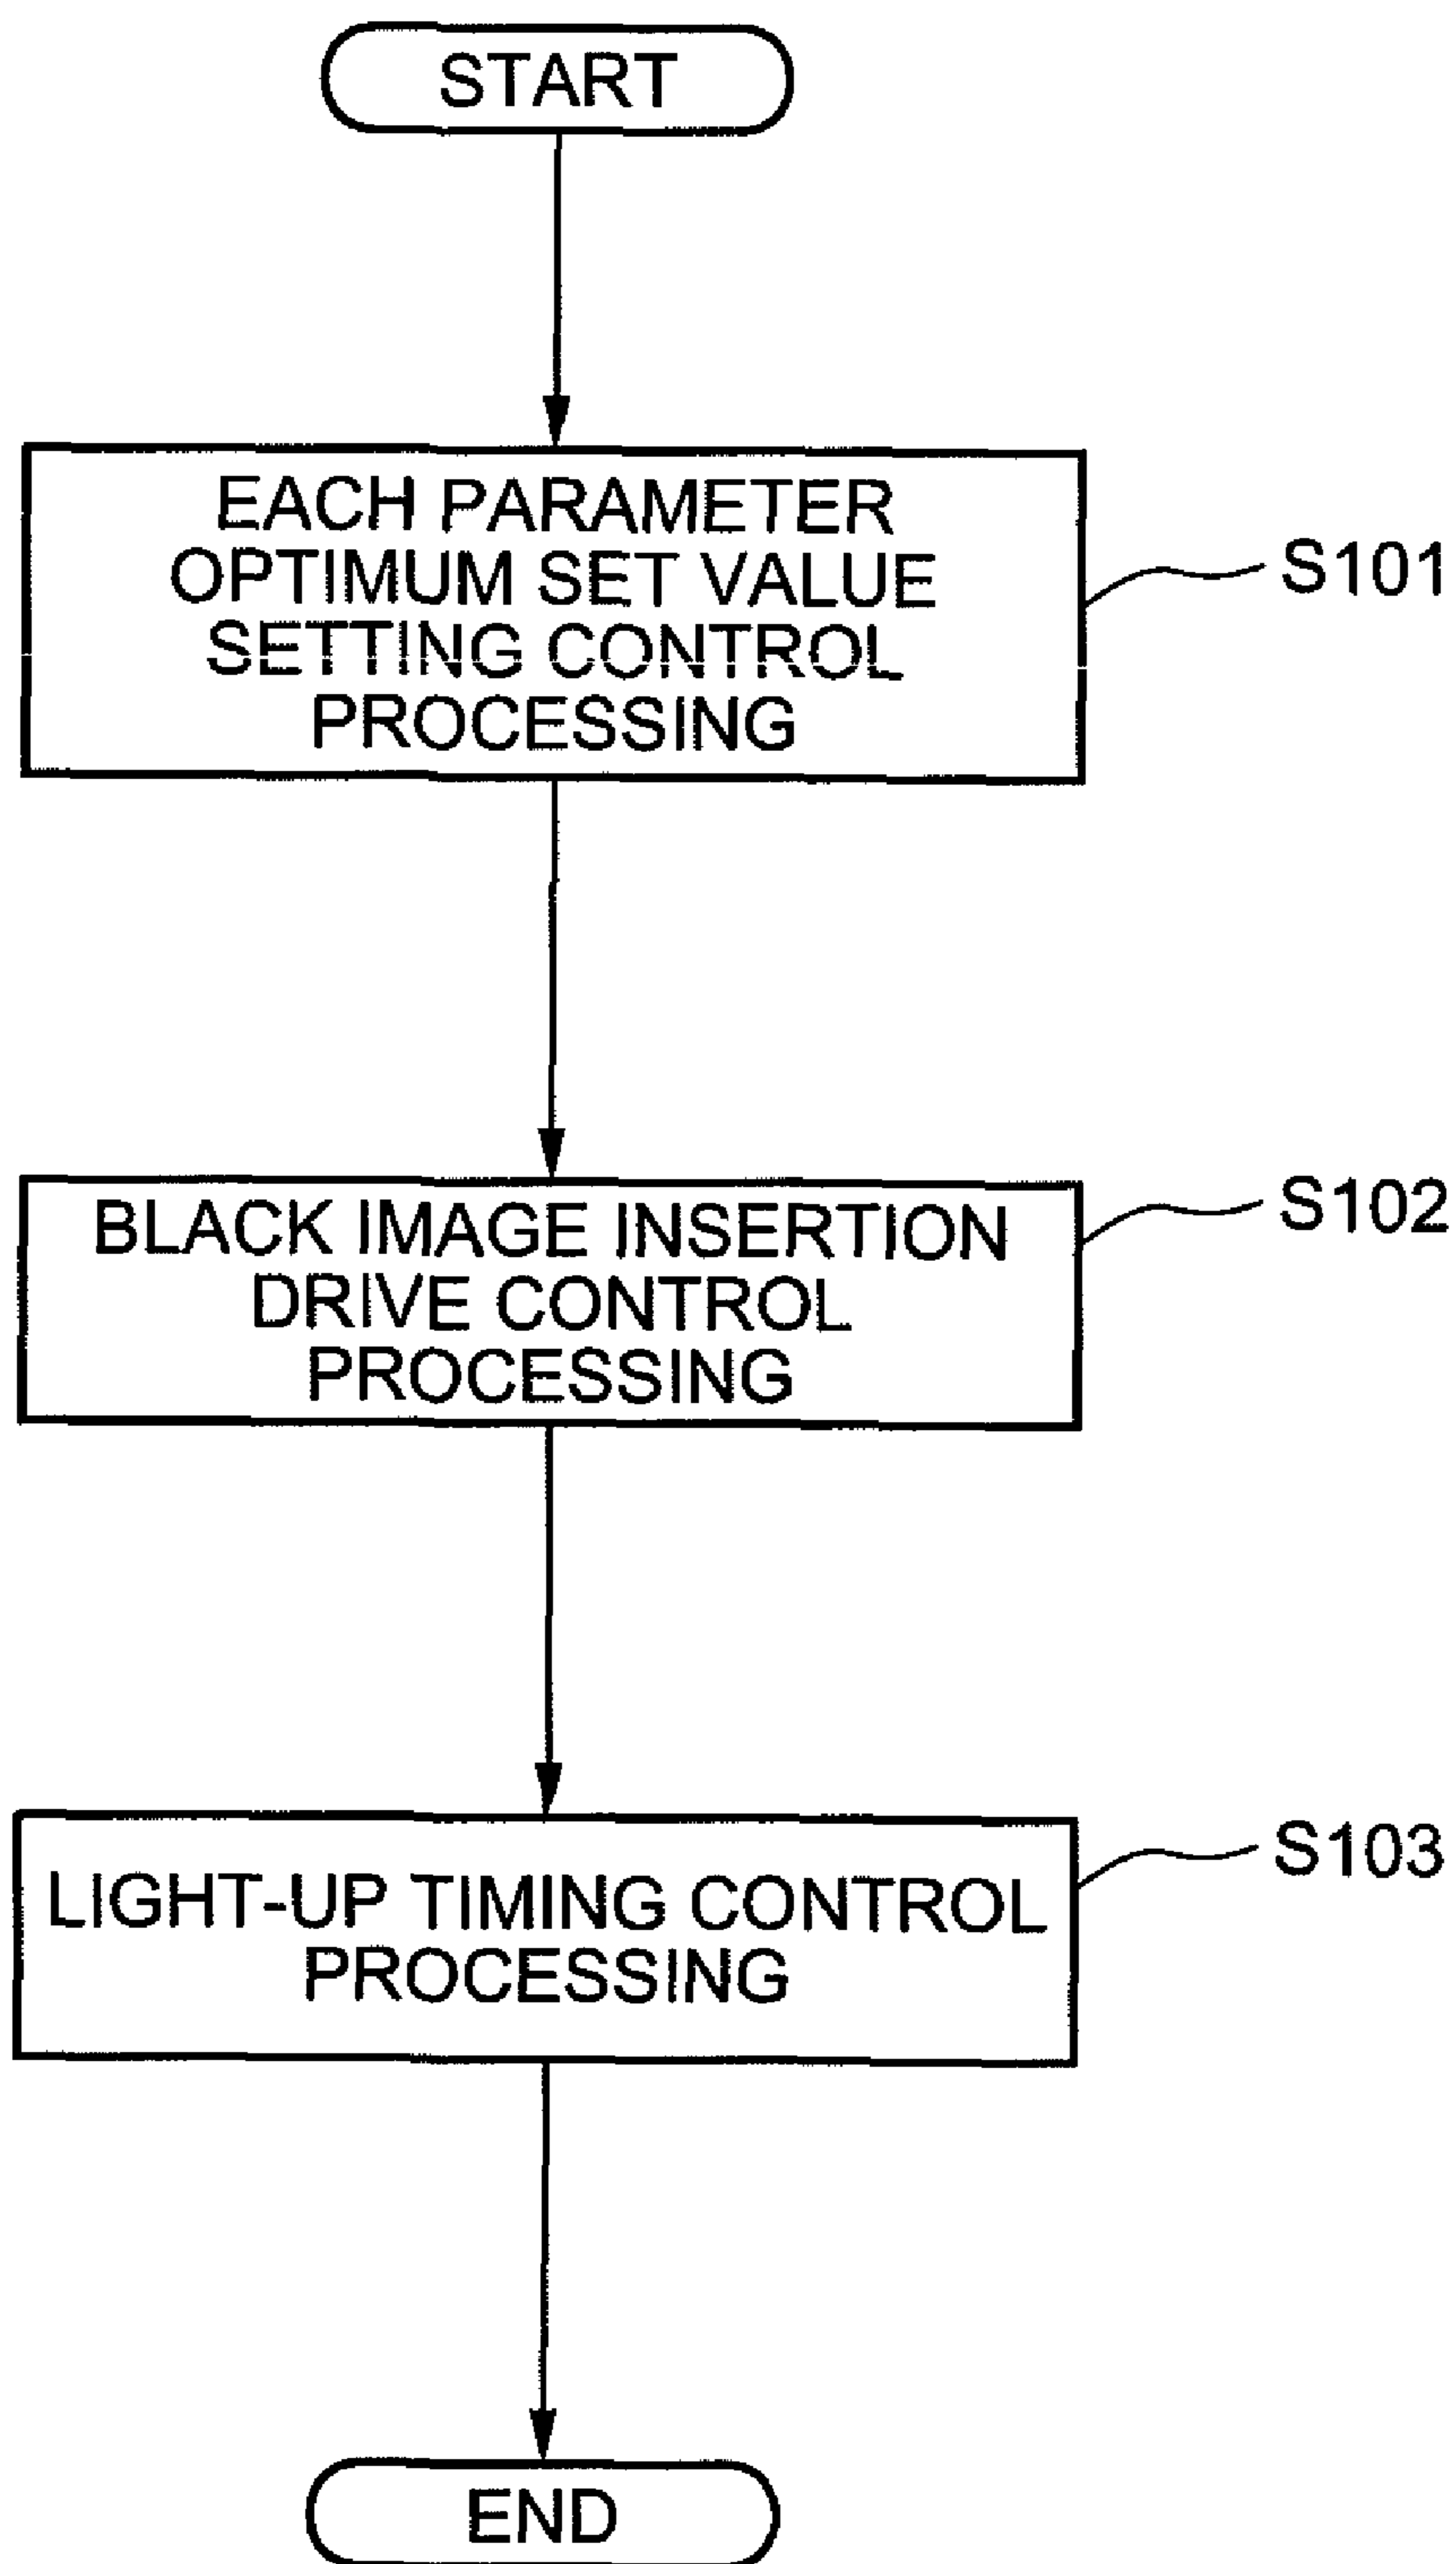 START
EACH PARAMETER
OPTIMUM SET VALUE
SETTING CONTROL
PROCESSING
S101
BLACK IMAGE INSERTION
DRIVE CONTROL
PROCESSING
S102
LIGHT-UP TIMING CONTROL
PROCESSING
S103
END